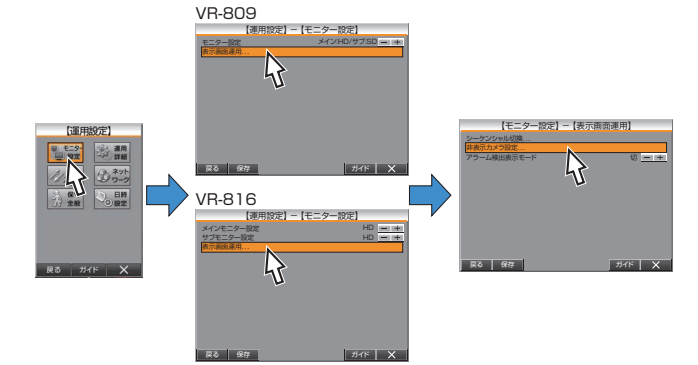 VR-809
【運用設定】－【モニター設定】
モニター設定 メイン:HD/サブ:SD － ＋
表示画面運用...
戻る 保存 ガイド ×
【運用設定】
モニター設定 運用詳細
ネットワーク
全般 日時設定
戻る ガイド ×
VR-816
【運用設定】－【モニター設定】
メインモニター設定 HD － ＋
サブモニター設定 HD － ＋
表示画面運用...
戻る 保存 ガイド ×
【モニター設定】－【表示画面運用】
シーケンシャル切換...
非表示カメラ設定...
アラーム検出表示モード 切 － ＋
戻る 保存 ガイド ×